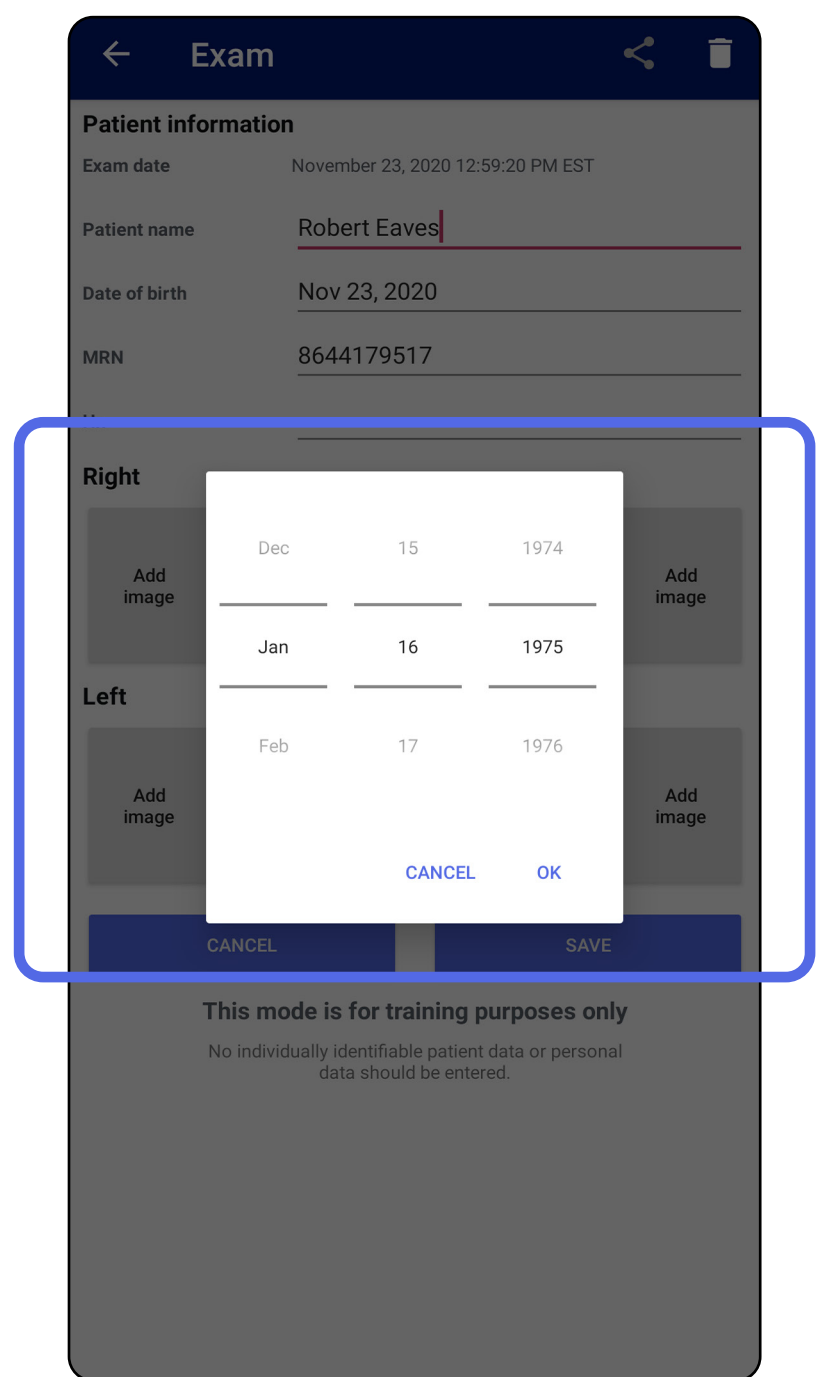 Exam
Patient information
Exam date November 23, 2020 12:59:20 PM EST
Patient name Robert Eaves
Date of birth Nov 23, 2020
MRN 8644179517
Right
Dec 15 1974
Add image
Add image
Jan 16 1975
Left
Feb 17 1976
Add image
Add image
CANCEL OK
CANCEL SAVE
This mode is for training purposes only
No individually identifiable patient data or personal
data should be entered.